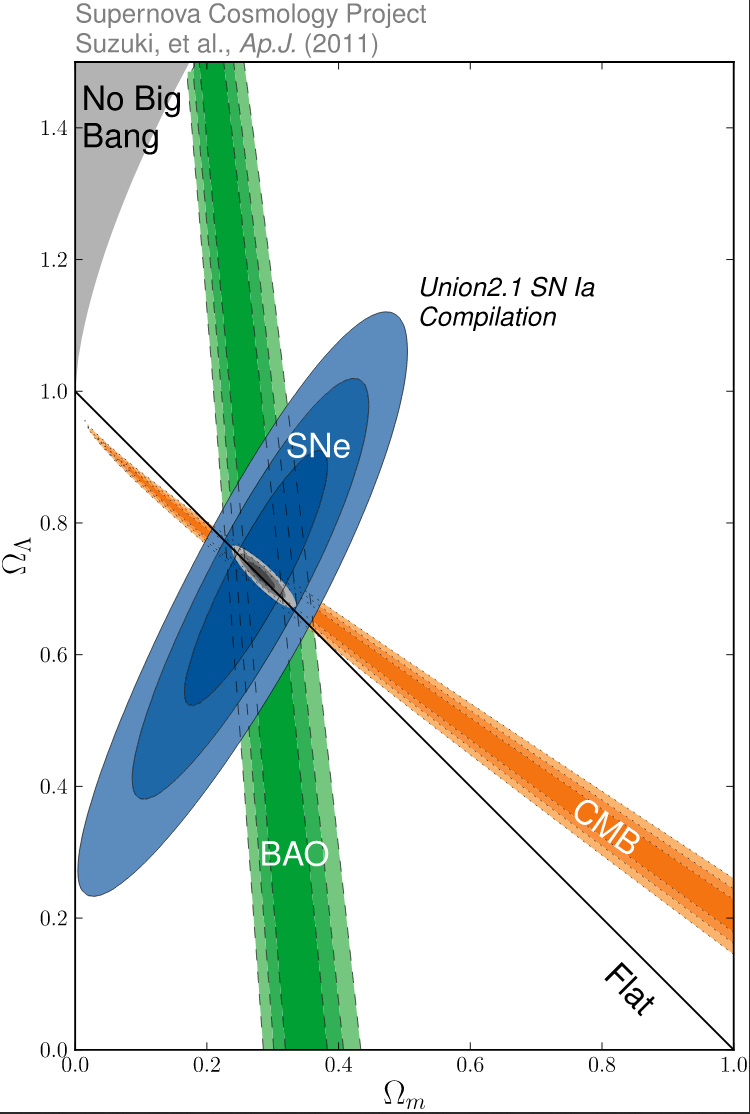 Supernova Cosmology Project
Suzuki, et al., Ap.J. (2011)
No Big
Bang
Union2.1 SN Ia
Compilation
SNe
BAO
CMB
Flat
1.4
1.2
1.0
0.8
0.6
0.4
0.2
0.0
Ω_Λ
0.0 0.2 0.4 0.6 0.8 1.0
Ω_m